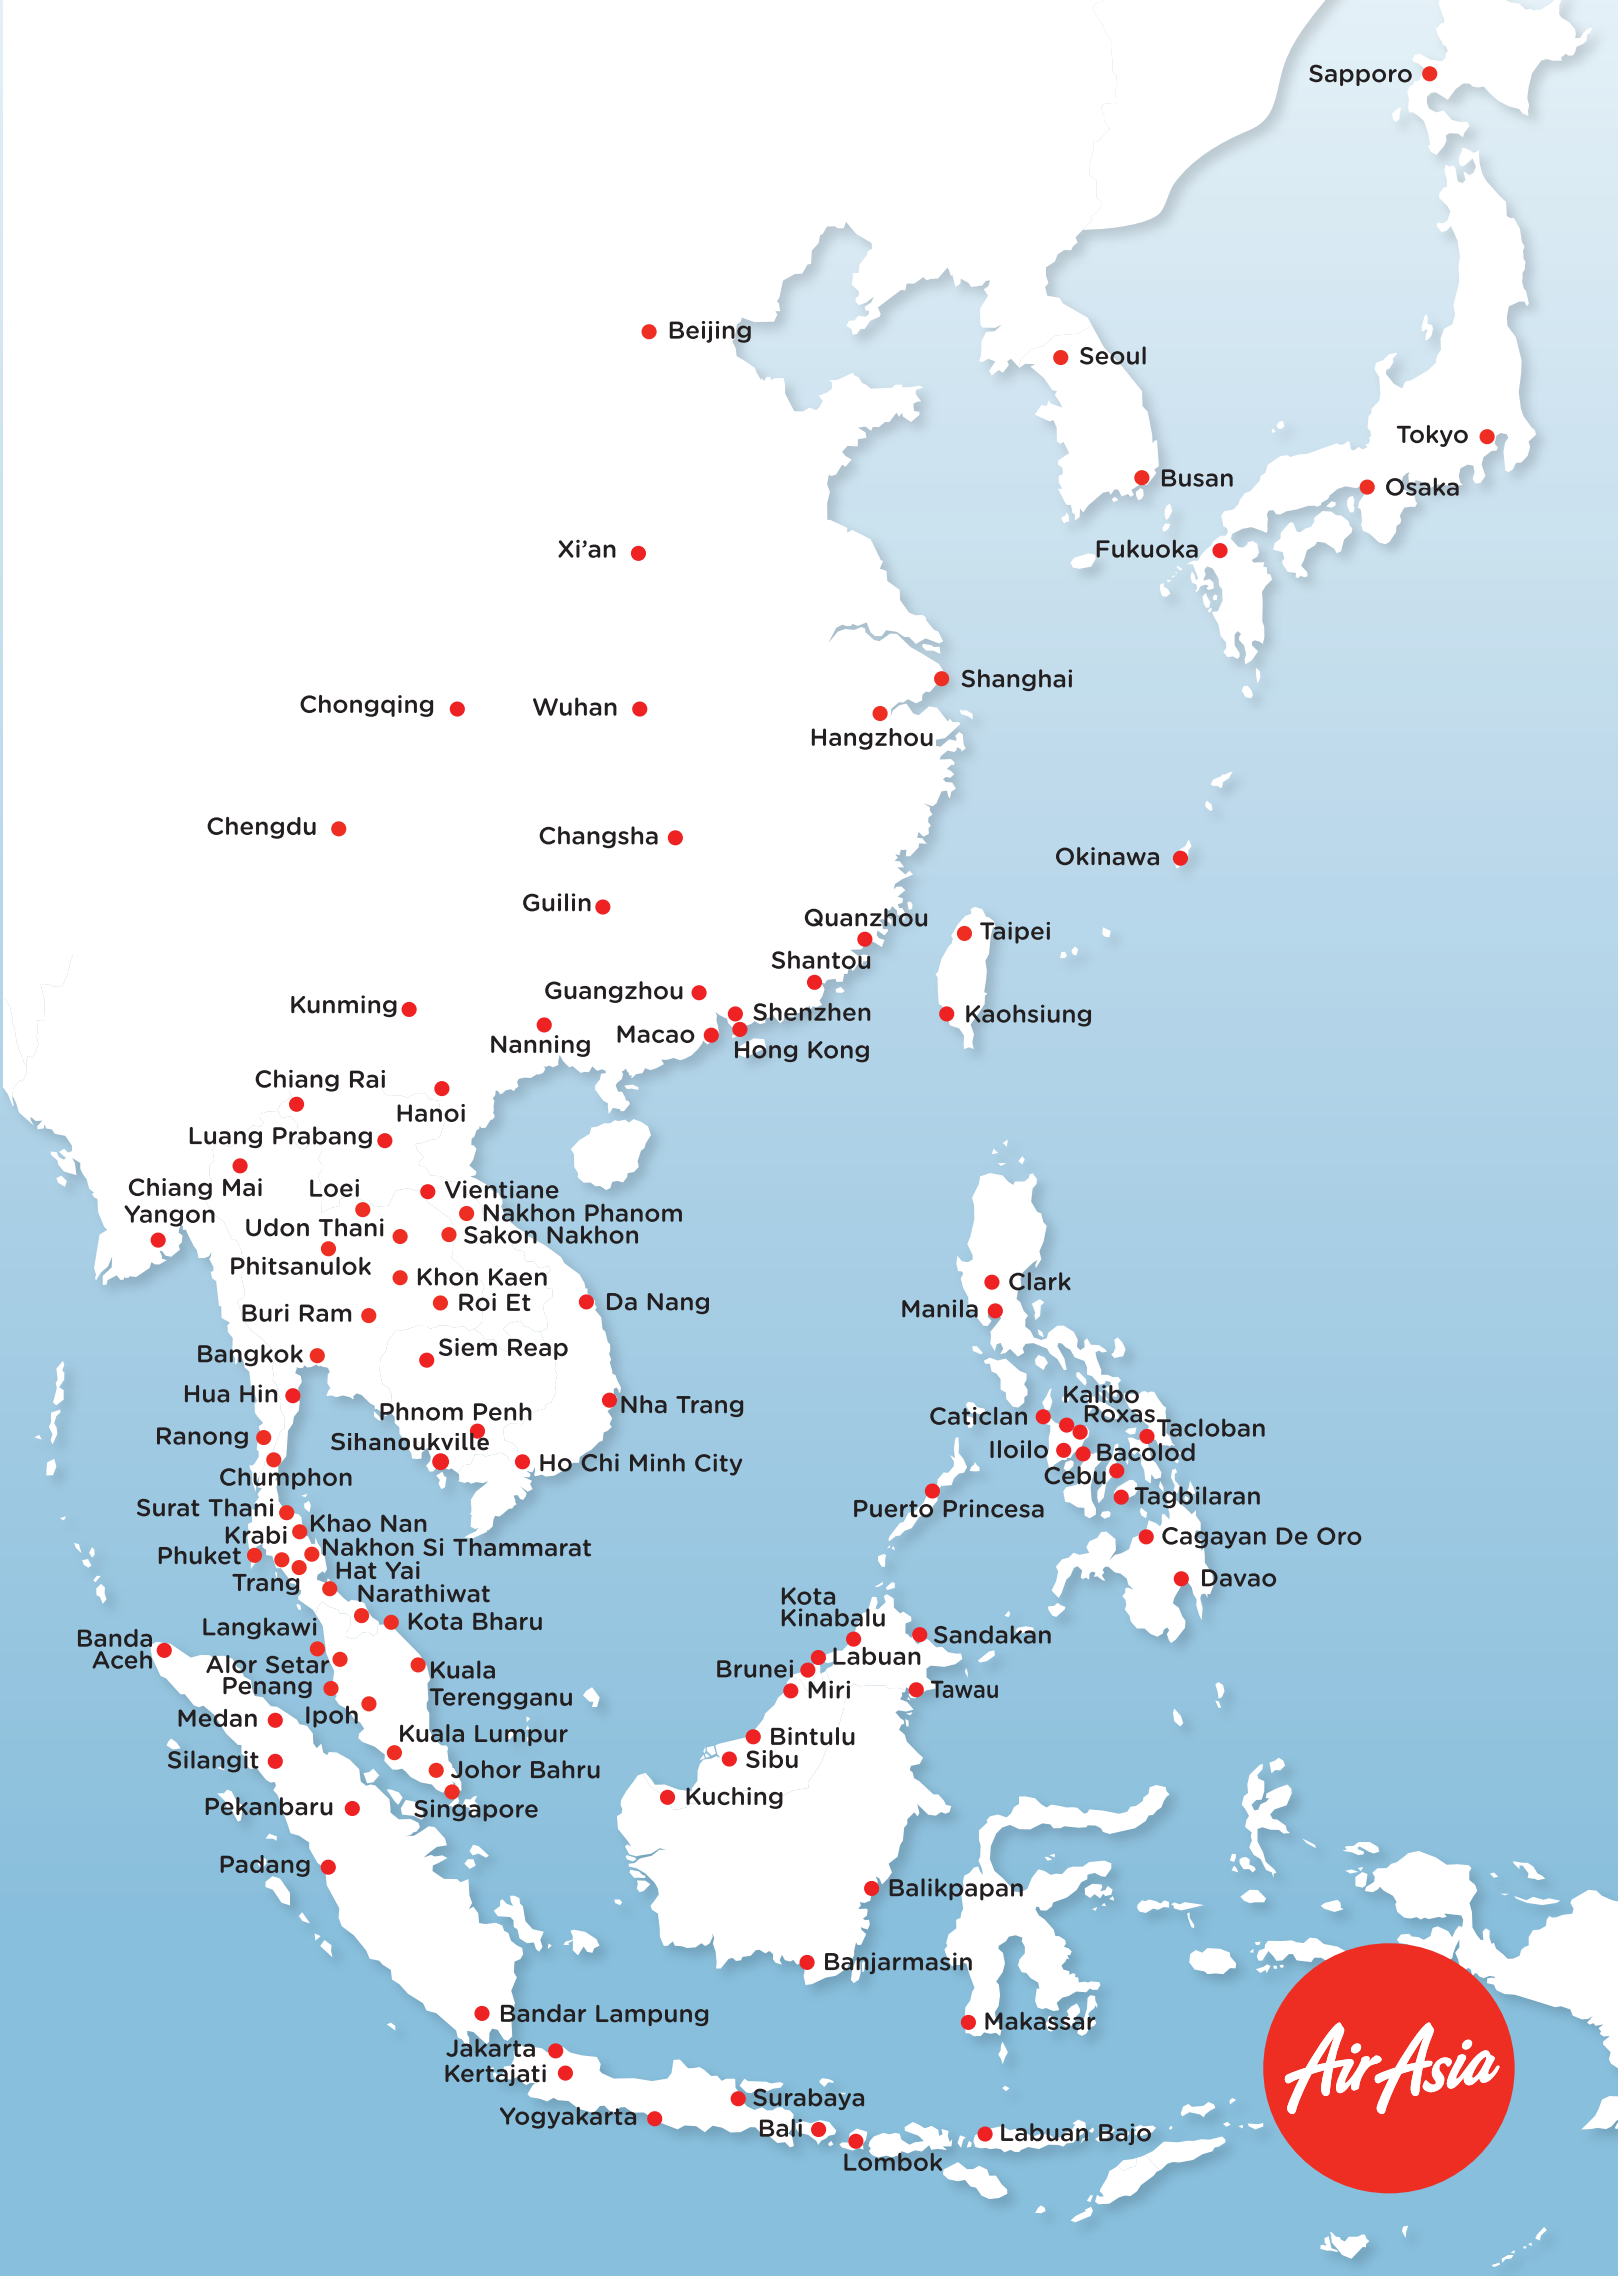 Sapporo
Beijing
Seoul
Tokyo
Busan
Osaka
Xi’an
Fukuoka
Shanghai
Chongqing
Wuhan
Hangzhou
Chengdu
Changsha
Okinawa
Guilin
Quanzhou
Taipei
Shantou
Guangzhou
Kunming
Shenzhen
Kaohsiung
Nanning
Macao
Hong Kong
Chiang Rai
Hanoi
Luang Prabang
Chiang Mai
Loei
Vientiane
Yangon
Nakhon Phanom
Udon Thani
Sakon Nakhon
Phitsanulok
Khon Kaen
Clark
Roi Et
Da Nang
Buri Ram
Manila
Siem Reap
Bangkok
Hua Hin
Kalibo
Nha Trang
Phnom Penh
Caticlan
Roxas
Tacloban
Ranong
Sihanoukville
Iloilo
Bacolod
Ho Chi Minh City
Chumphon
Cebu
Tagbilaran
Surat Thani
Puerto Princesa
Khao Nan
Krabi
Cagayan De Oro
Nakhon Si Thammarat
Phuket
Hat Yai
Trang
Davao
Narathiwat
Kota
Kinabalu
Kota Bharu
Langkawi
Sandakan
Banda
Aceh
Labuan
Alor Setar
Brunei
Kuala
Terengganu
Penang
Miri
Tawau
Medan
Ipoh
Kuala Lumpur
Bintulu
Silangit
Sibu
Johor Bahru
Kuching
Pekanbaru
Singapore
Padang
Balikpapan
Banjarmasin
Bandar Lampung
Makassar
Jakarta
Kertajati
AirAsia
Surabaya
Yogyakarta
Bali
Labuan Bajo
Lombok